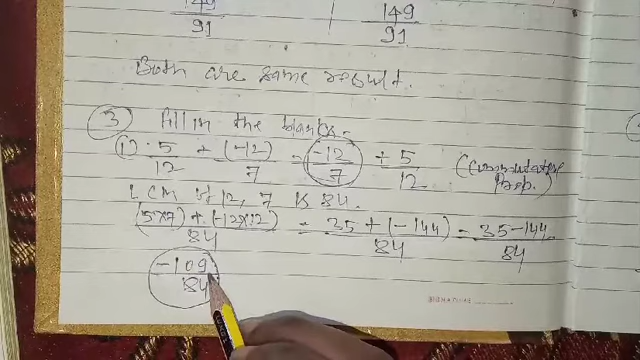 149/91 | 149/91
Both are same result.
③ Fill in the blanks-
(1) 5/12 + (-12)/7 = -12/7 + 5/12 (Commutative Prop.)
LCM of 12, 7 is 84.
(5×7) + (-12×12)/84 = 35 + (-144)/84 = 35-144/84
-109/84
SIGNATURE